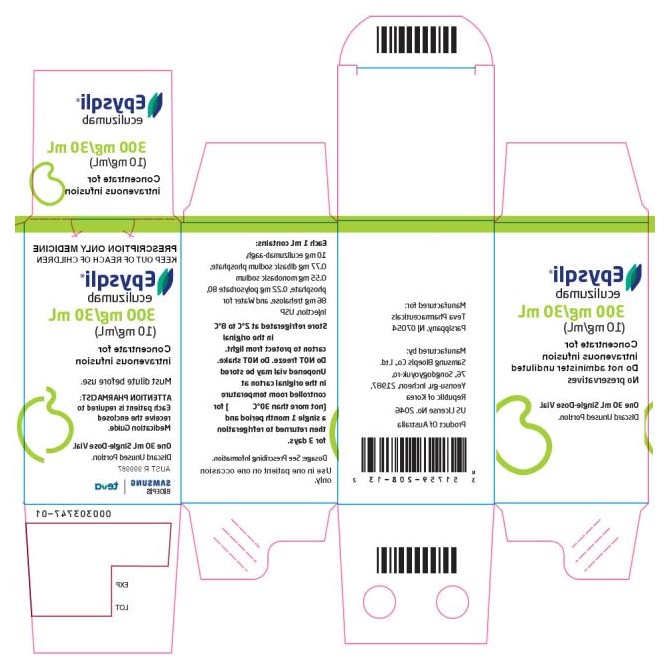 Epysqli®
eculizumab
300 mg/30 mL
(10 mg/mL)
Concentrate for
intravenous infusion
PRESCRIPTION ONLY MEDICINE
KEEP OUT OF REACH OF CHILDREN
Epysqli®
eculizumab
300 mg/30 mL
(10 mg/mL)
Concentrate for
intravenous infusion
Must dilute before use.
ATTENTION PHARMACIST:
Each patient is required to
receive the enclosed
Medication Guide.
One 30 mL Single-Dose Vial.
Discard Unused Portion.
AUST R 999987
SAMSUNG
BIOEPIS
teva
000303747-01
EXP
LOT
Each 1 mL contains:
10 mg eculizumab-aagh,
0.77 mg dibasic sodium phosphate,
0.55 mg monobasic sodium
phosphate, 0.22 mg polysorbate 80,
86 mg trehalose, and Water for
Injection, USP.
Store refrigerated at 2°C to 8°C
in the original
carton to protect from light.
Do NOT freeze. Do NOT shake.
Unopened vial may be stored
in the original carton at
controlled room temperature
[not more than 30°C ] for
a single 1 month period and
then returned to refrigeration
for 3 days.
Dosage: See Prescribing Information.
Use in one patient on one occasion
only.
Manufactured for:
Teva Pharmaceuticals
Parsippany, NJ 07054
Manufactured by:
Samsung Bioepis Co., Ltd.
76, Songdogyoyuk-ro,
Yeonsu-gu, Incheon, 21987,
Republic of Korea
US License No. 2046
Product of Australia
51759-208-13
Epysqli®
eculizumab
300 mg/30 mL
(10 mg/mL)
Concentrate for
intravenous infusion
Do not administer undiluted
No preservatives
One 30 mL Single-Dose Vial.
Discard Unused Portion.